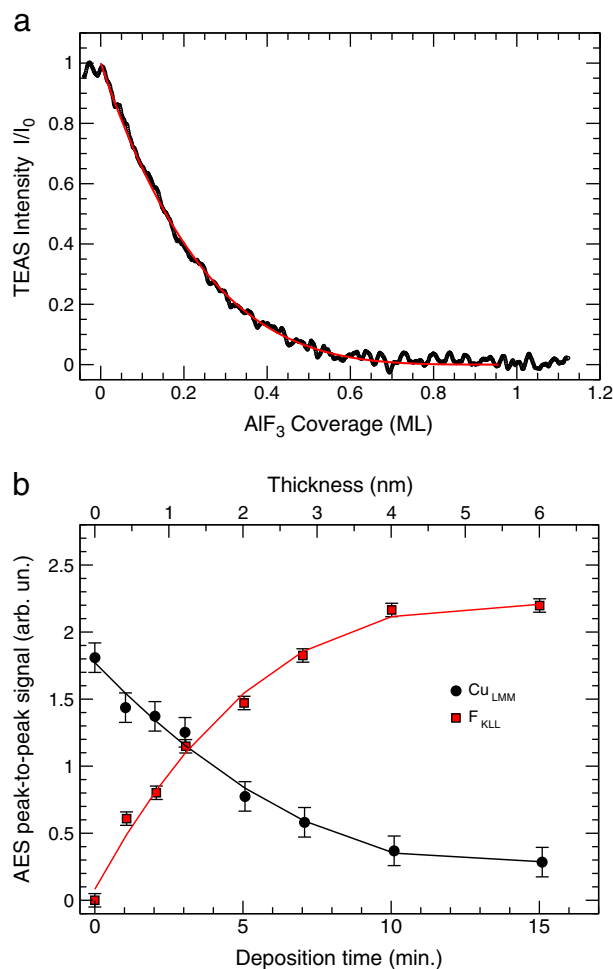 a
TEAS Intensity I/I0
1
0.8
0.6
0.4
0.2
0
0 0.2 0.4 0.6 0.8 1 1.2
AlF3 Coverage (ML)
b
Thickness (nm)
0 1 2 3 4 5 6
AES peak-to-peak signal (arb. un.)
2.5
2
1.5
1
0.5
0
Cu LMM
F KLL
0 5 10 15
Deposition time (min.)